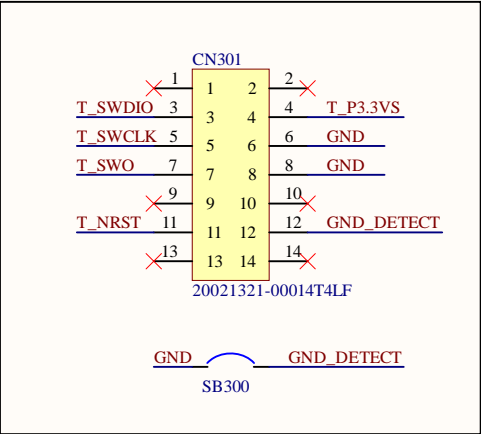 CN301
1 1 2 2
T_SWDIO 3 3 4 4 T_P3.3VS
T_SWCLK 5 5 6 6 GND
T_SWO 7 7 8 8 GND
9 9 10 10
T_NRST 11 11 12 12 GND_DETECT
13 13 14 14
20021321-00014T4LF
GND GND_DETECT
SB300